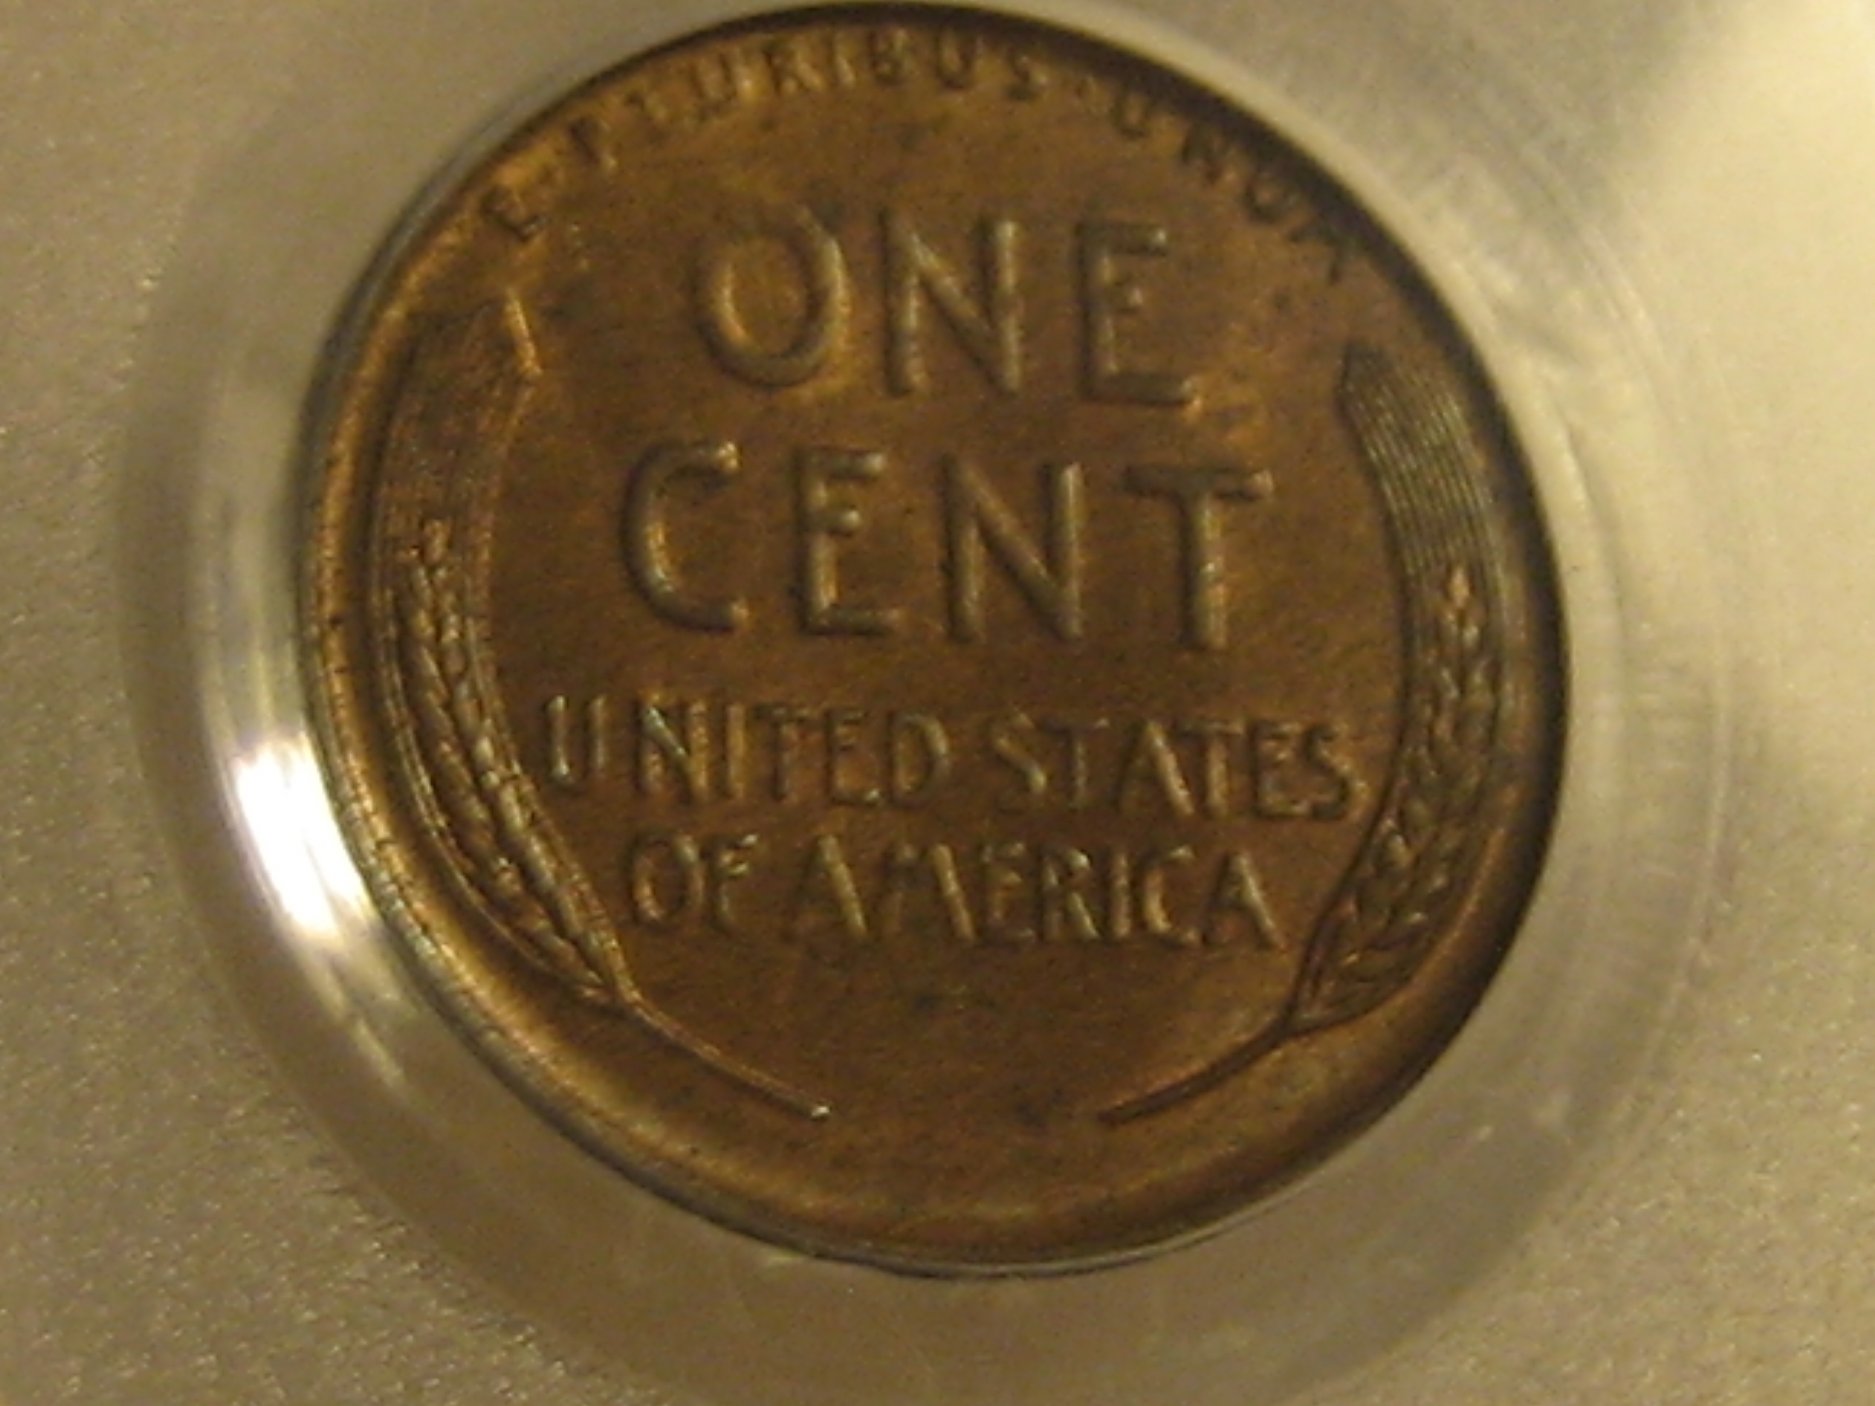 E·PLURIBUS·UNUM
ONE
CENT
UNITED STATES
OF AMERICA